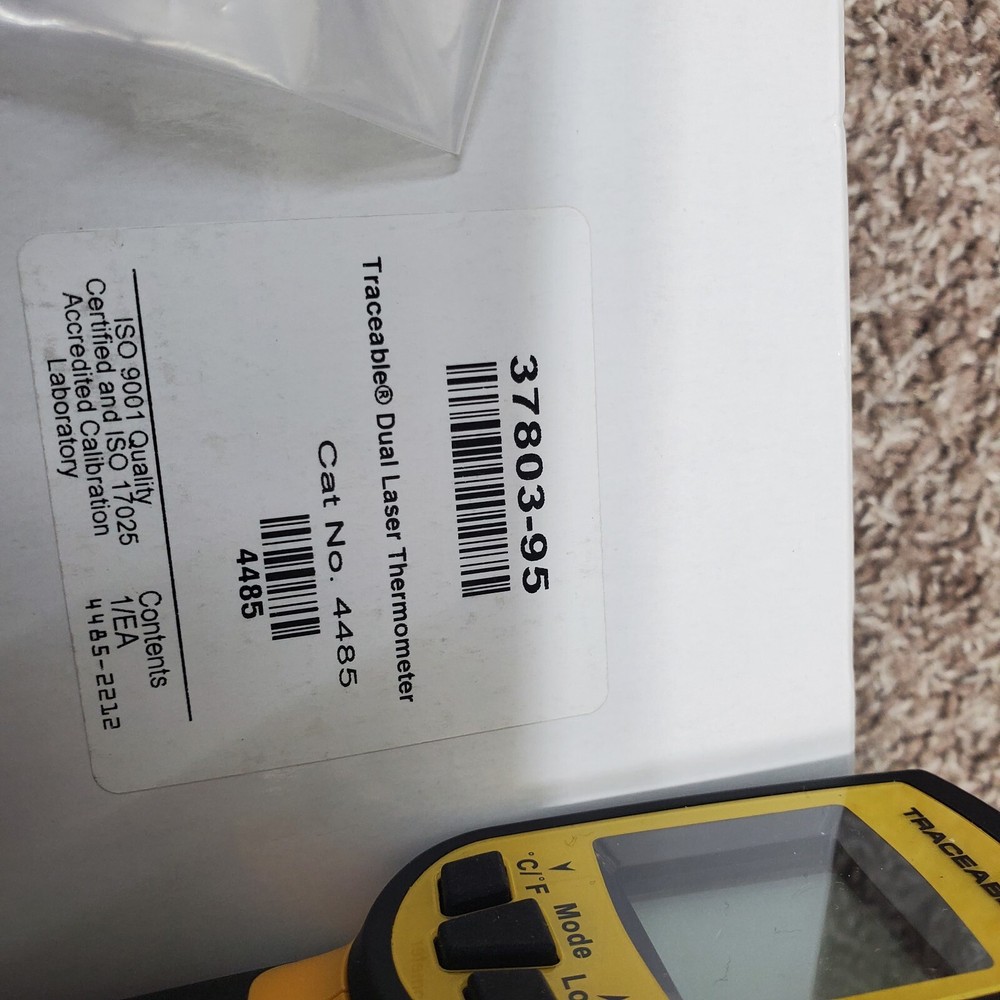 37803-95
Traceable® Dual Laser Thermometer
Cat No. 4485
4485
ISO 9001 Quality
Certified and ISO 17025
Accredited Calibration
Laboratory
Contents
1/EA
4485-2212
°C/°F
Mode